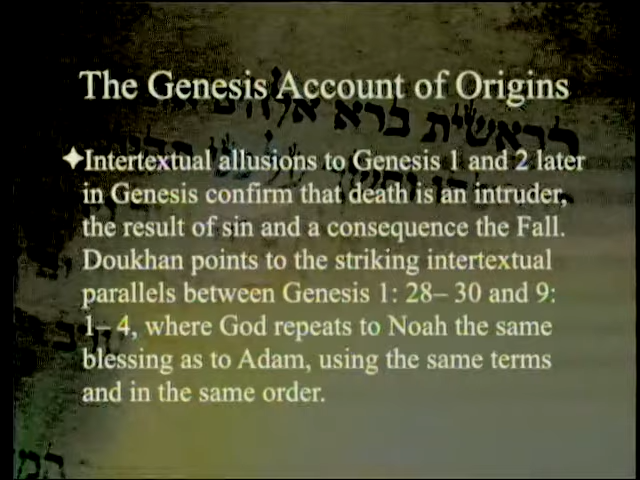 The Genesis Account of Origins
בראשית ברא אלהים
✦Intertextual allusions to Genesis 1 and 2 later
in Genesis confirm that death is an intruder,
the result of sin and a consequence the Fall.
Doukhan points to the striking intertextual
parallels between Genesis 1: 28– 30 and 9:
1– 4, where God repeats to Noah the same
blessing as to Adam, using the same terms
and in the same order.